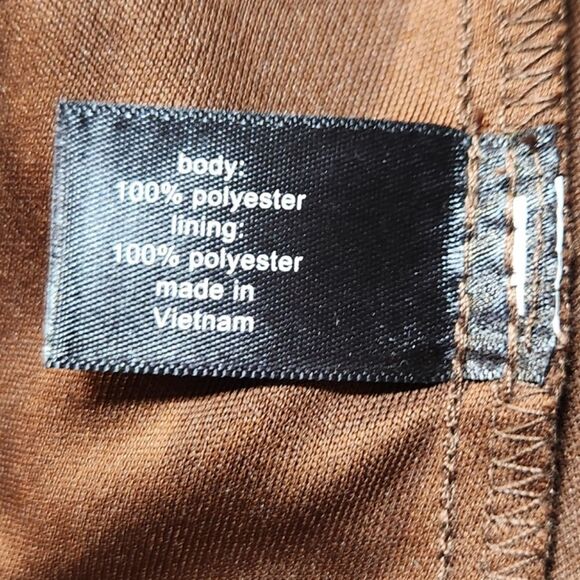 body:
100% polyester
lining:
100% polyester
made in
Vietnam